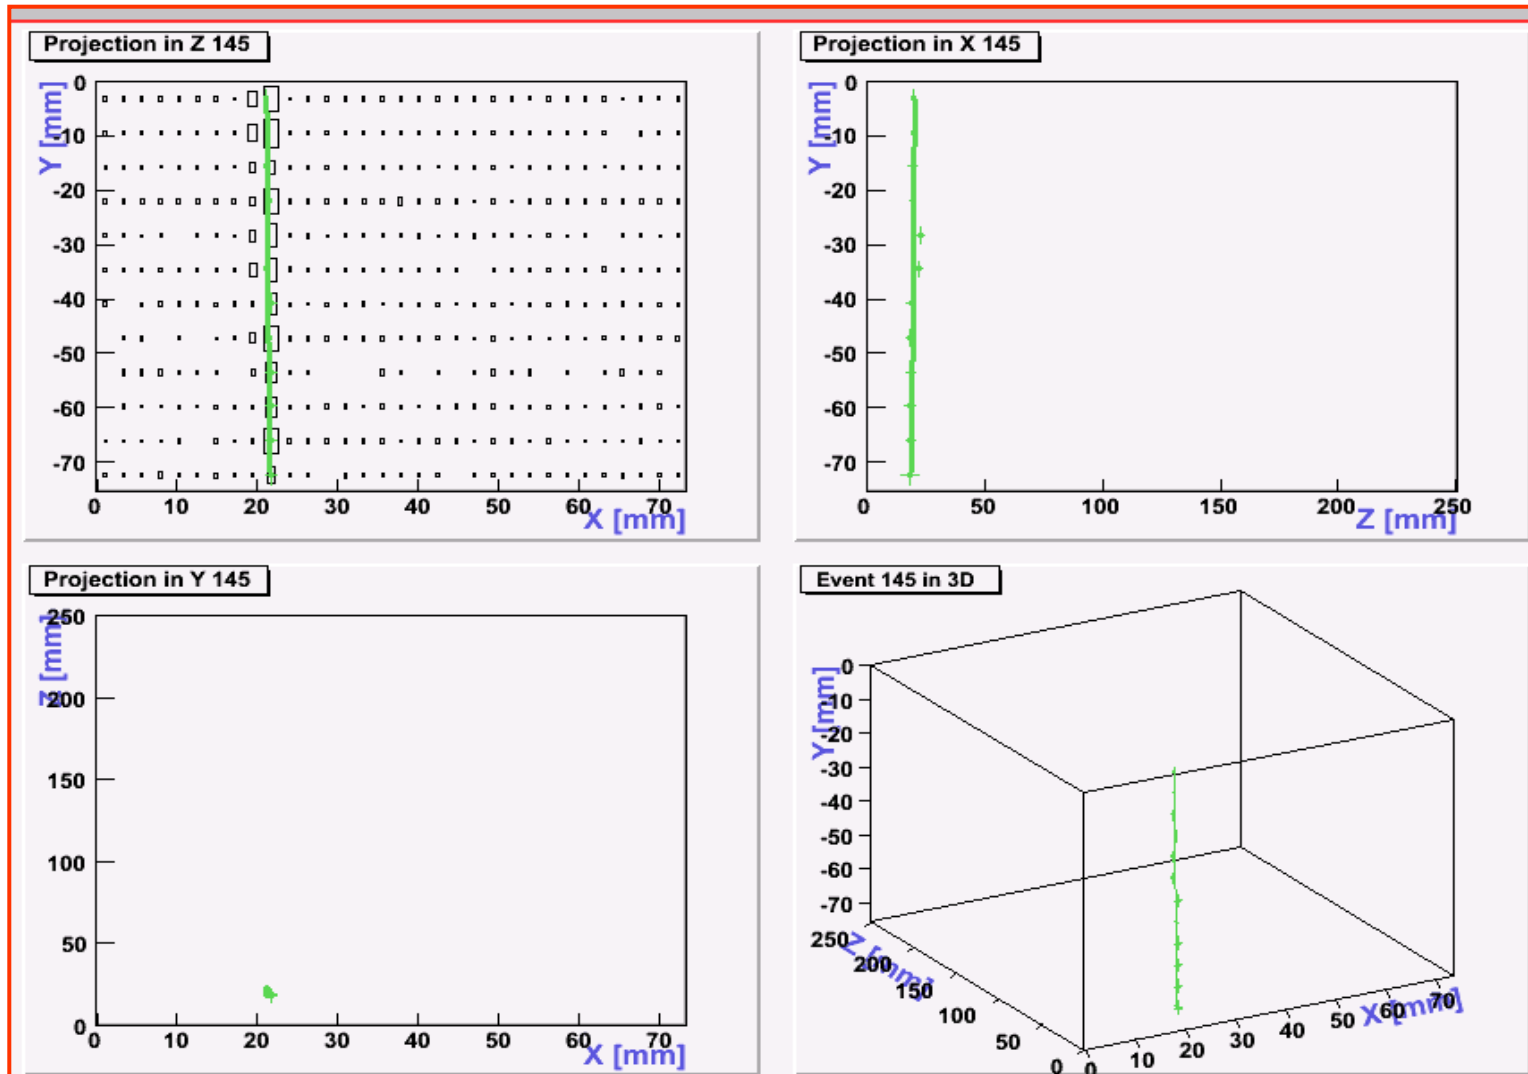 Projection in Z 145
Y [mm]
0
-10
-20
-30
-40
-50
-60
-70
0 10 20 30 40 50 60 70
X [mm]
Projection in X 145
Y [mm]
0
-10
-20
-30
-40
-50
-60
-70
0 50 100 150 200 250
Z [mm]
Projection in Y 145
Z [mm]
250
200
150
100
50
0
0 10 20 30 40 50 60 70
X [mm]
Event 145 in 3D
Y [mm]
0
-10
-20
-30
-40
-50
-60
-70
Z [mm]
250 200 150 100 50 0
0 10 20 30 40 50 60 70
X [mm]